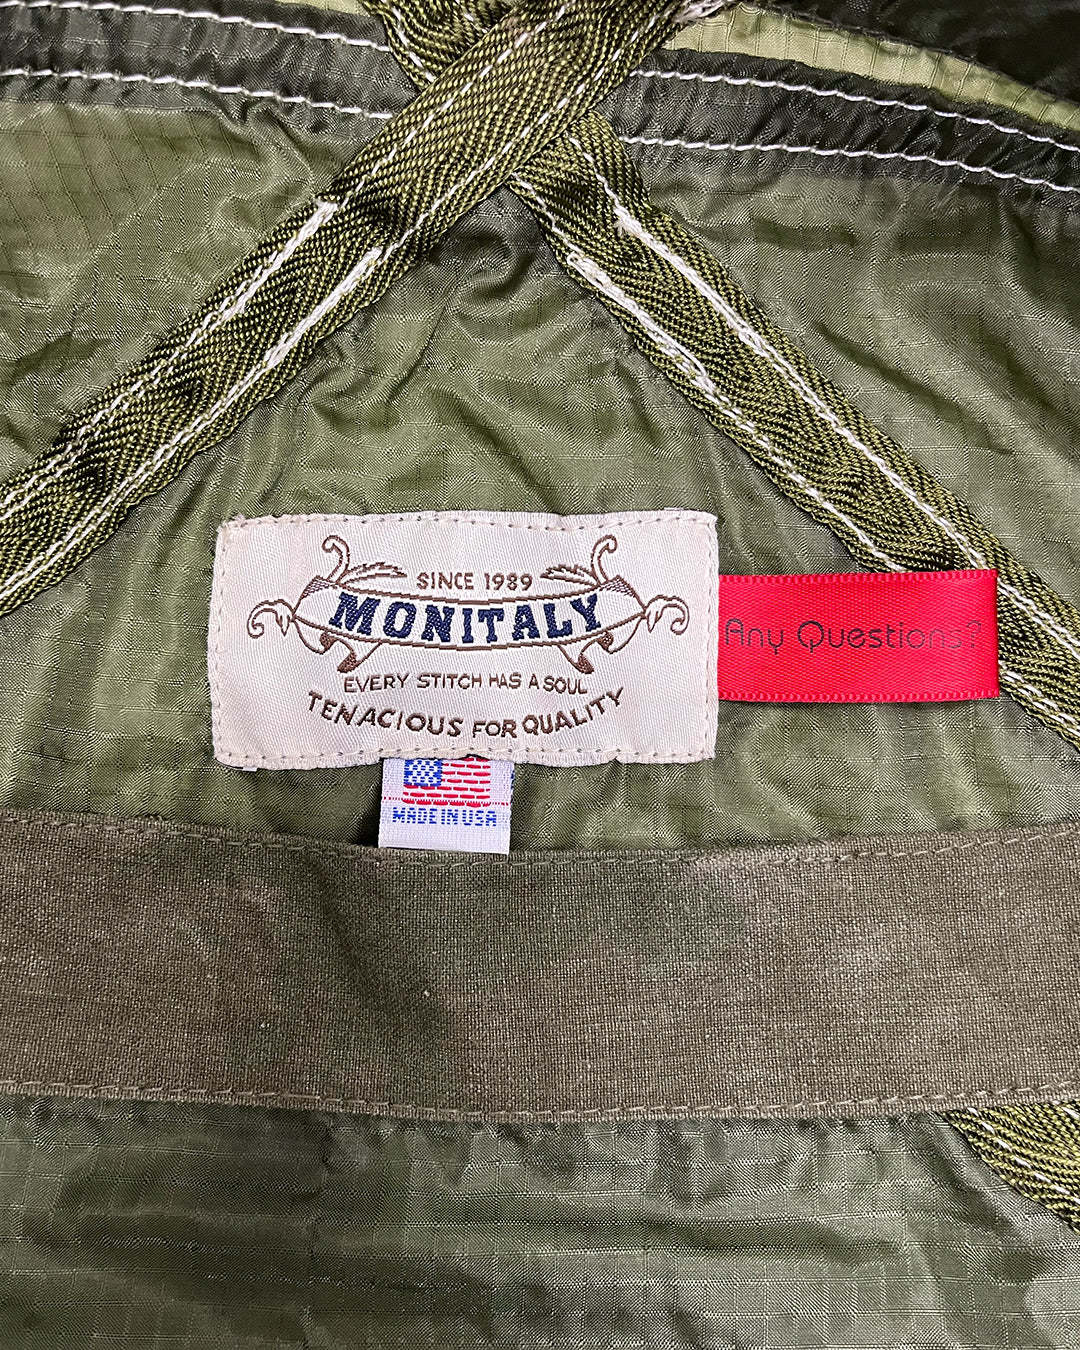 SINCE 1989
MONITALY
EVERY STITCH HAS A SOUL
TENACIOUS FOR QUALITY
Any Questions?
MADE IN USA